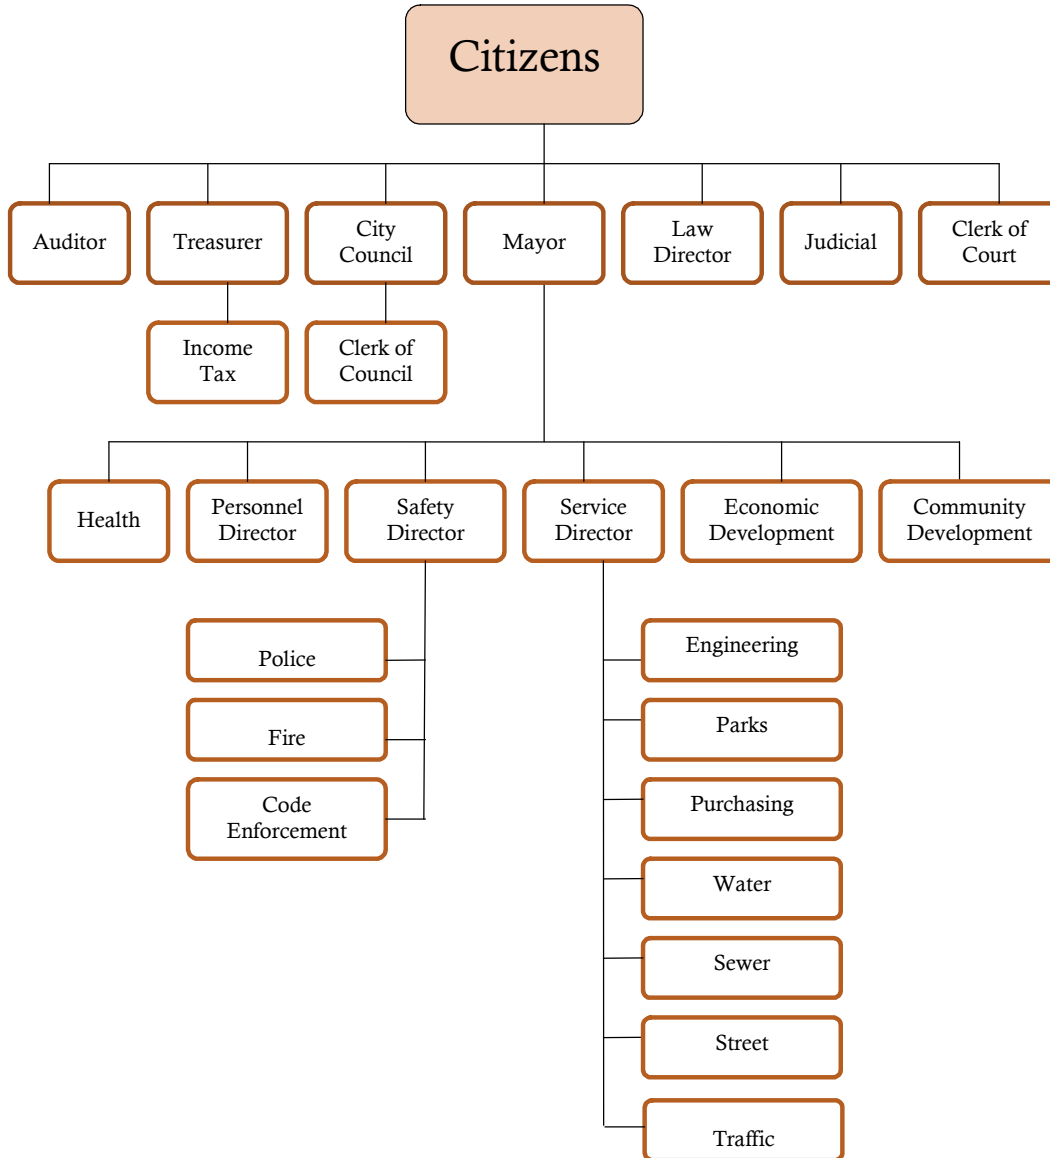 Citizens
Auditor
Treasurer
City
Council
Mayor
Law
Director
Judicial
Clerk of
Court
Income
Tax
Clerk of
Council
Health
Personnel
Director
Safety
Director
Service
Director
Economic
Development
Community
Development
Police
Fire
Code
Enforcement
Engineering
Parks
Purchasing
Water
Sewer
Street
Traffic